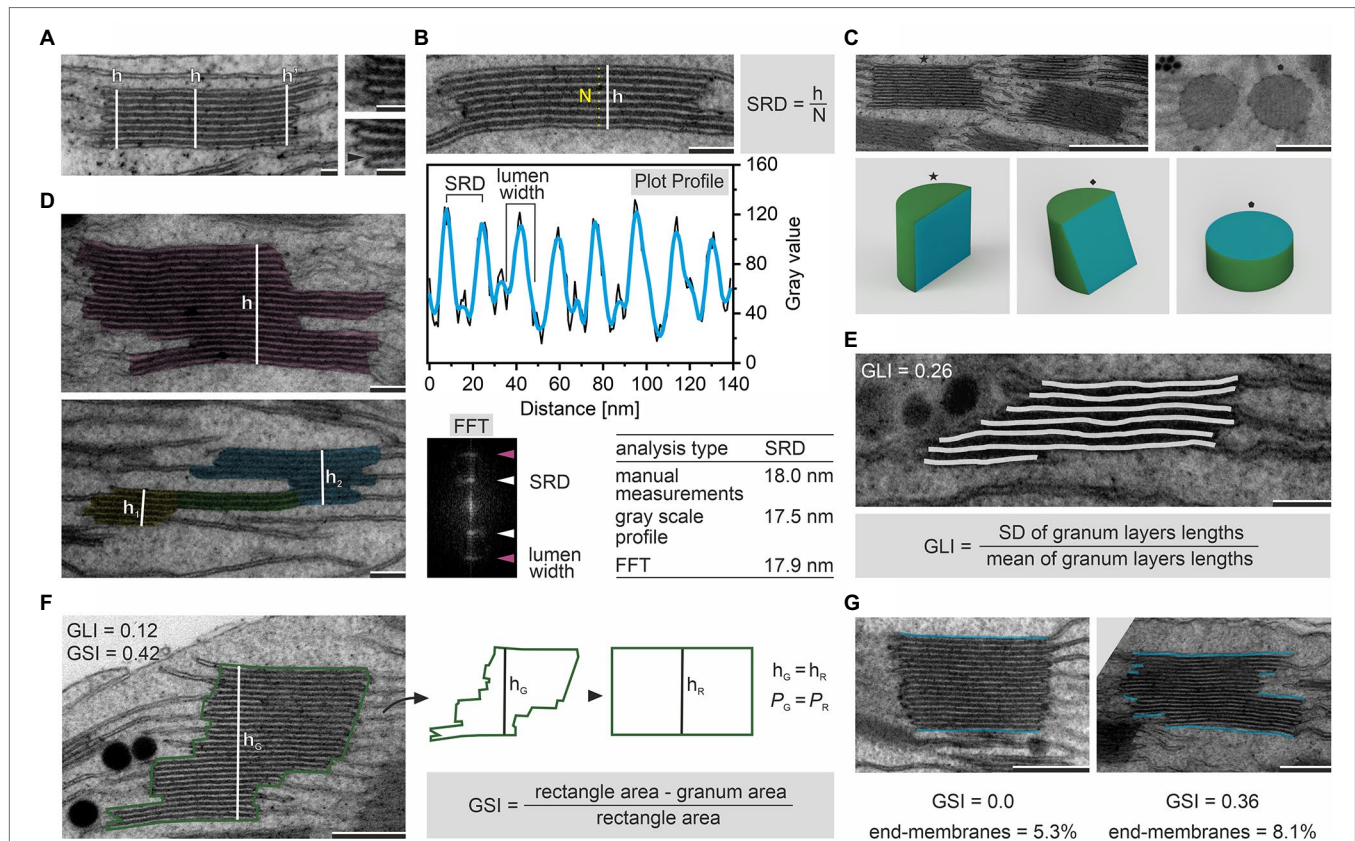 A
h h h'
B
N h
SRD = h
N
C
D
h
h1
h2
SRD
lumen
width
Plot Profile
160
120
80
40
0
Gray value
0 20 40 60 80 100 120 140
Distance [nm]
FFT
SRD
lumen
width
analysis type SRD
manual
measurements 18.0 nm
gray scale
profile 17.5 nm
FFT 17.9 nm
E
GLI = 0.26
GLI = SD of granum layers lengths
mean of granum layers lengths
F
GLI = 0.12
GSI = 0.42
hG
hG
hR
hG = hR
PG = PR
GSI = rectangle area - granum area
rectangle area
G
GSI = 0.0
end-membranes = 5.3%
GSI = 0.36
end-membranes = 8.1%